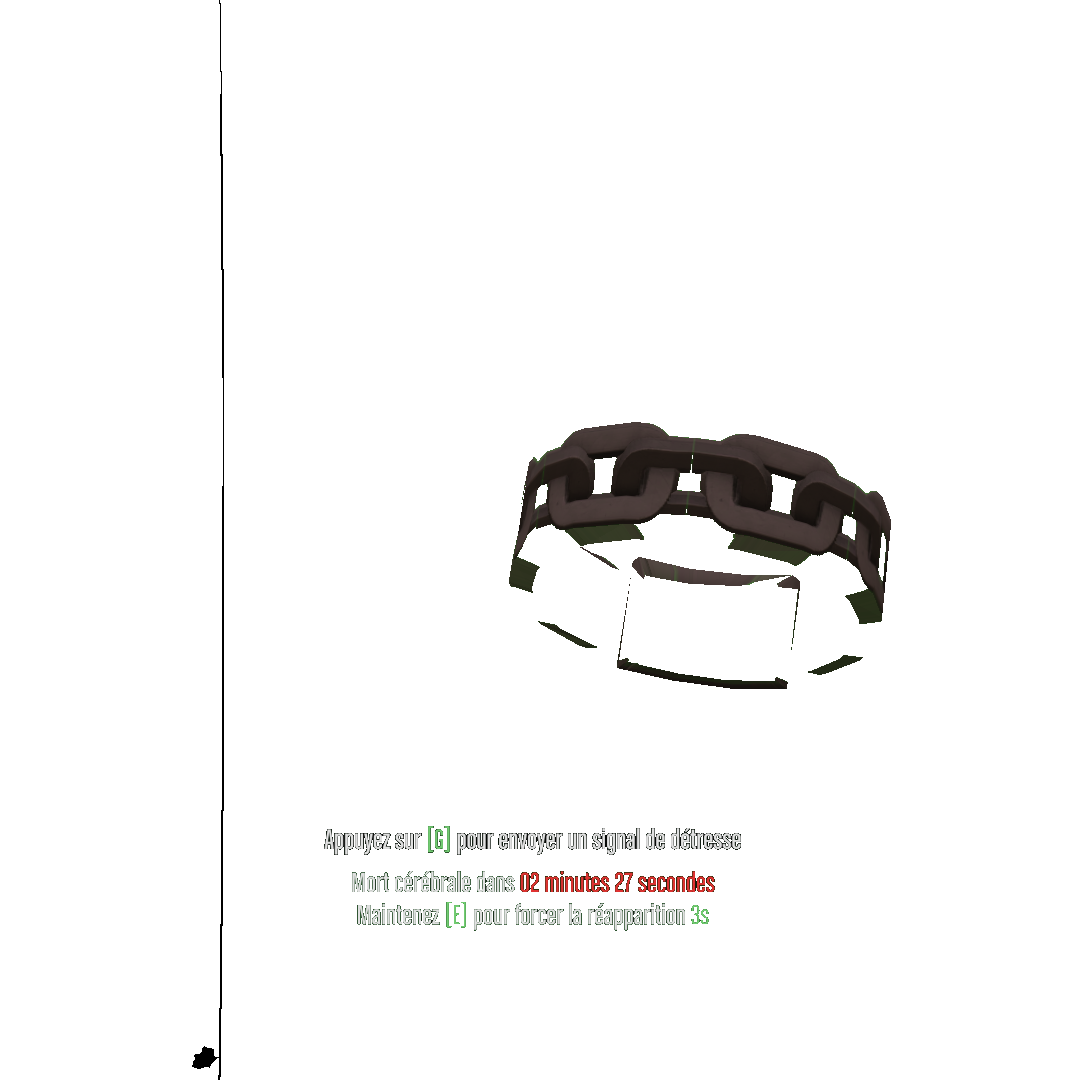 Appuyez sur [G] pour envoyer un signal de détresse
Mort cérébrale dans 02 minutes 27 secondes
Maintenez [E] pour forcer la réapparition 3s